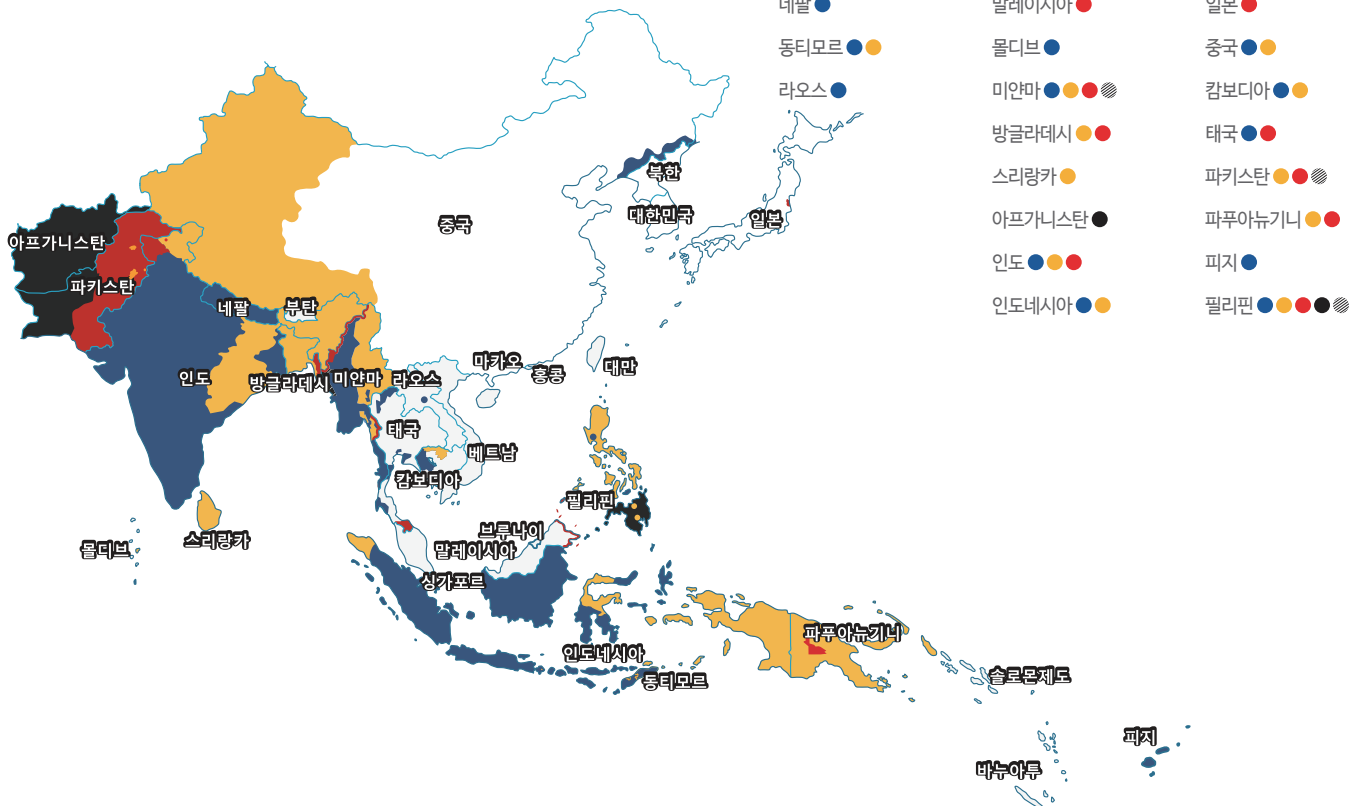 네팔
말레이시아
일본
동티모르
몰디브
중국
라오스
미얀마
캄보디아
방글라데시
태국
스리랑카
파키스탄
아프가니스탄
파푸아뉴기니
인도
피지
인도네시아
필리핀
북한
대한민국
일본
중국
아프가니스탄
파키스탄
네팔
부탄
인도
방글라데시
미얀마
라오스
마카오
홍콩
대만
태국
베트남
캄보디아
필리핀
스리랑카
몰디브
브루나이
말레이시아
싱가포르
인도네시아
동티모르
파푸아뉴기니
솔로몬제도
피지
바누아투